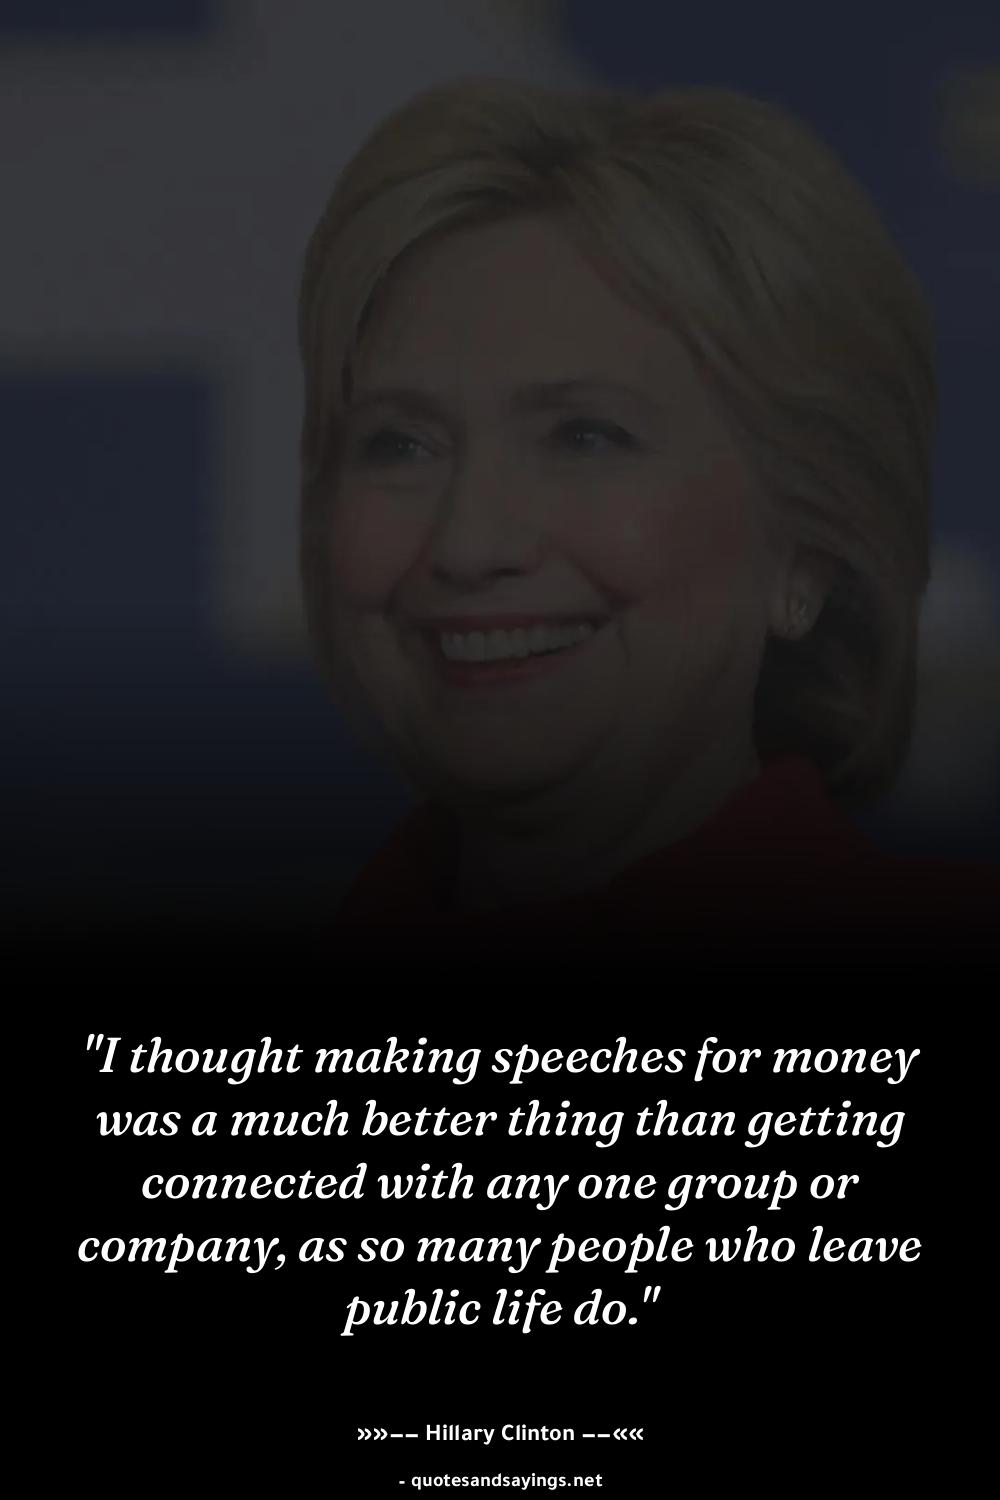 "I thought making speeches for money
was a much better thing than getting
connected with any one group or
company, as so many people who leave
public life do."
»»−− Hillary Clinton −−««
- quotesandsayings.net